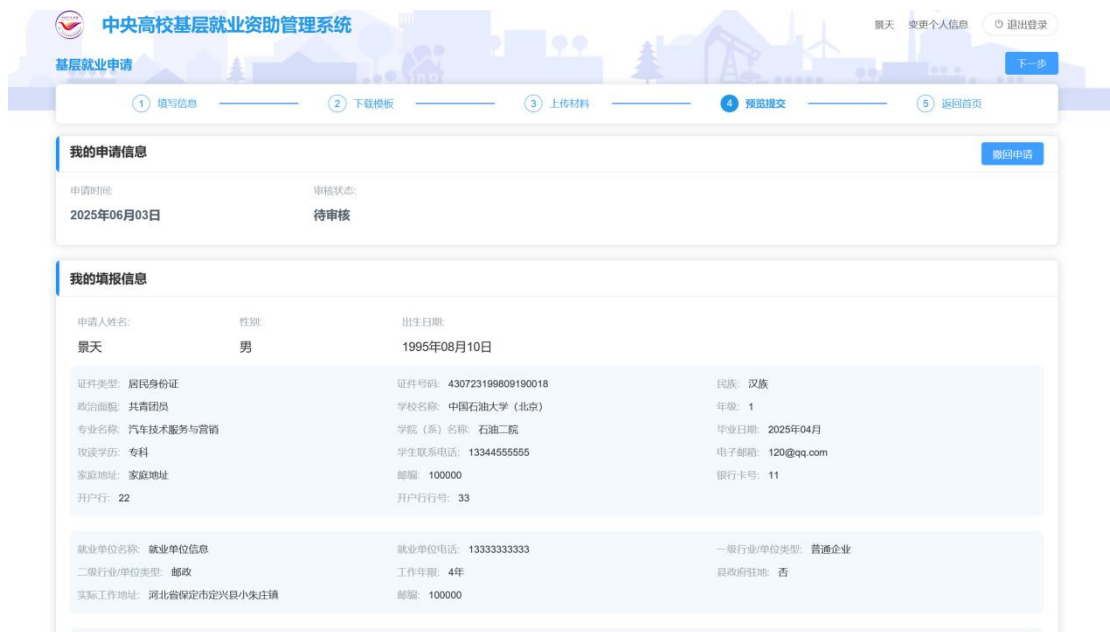 中央高校基层就业资助管理系统
景天 变更个人信息 退出登录
基层就业申请
下一步
1 填写信息 2 下载模板 3 上传材料 4 预览提交 5 返回首页
我的申请信息
撤回申请
申请时间: 审核状态:
2025年06月03日 待审核
我的填报信息
申请人姓名: 性别: 出生日期:
景天 男 1995年08月10日
证件类型: 居民身份证 证件号码: 430723199809190018 民族: 汉族
政治面貌: 共青团员 学校名称: 中国石油大学（北京） 年级: 1
专业名称: 汽车技术服务与营销 学院（系）名称: 石油二院 毕业日期: 2025年04月
攻读学历: 专科 学生联系电话: 13344555555 电子邮箱: 120@qq.com
家庭地址: 家庭地址 邮编: 100000 银行卡号: 11
开户行: 22 开户行行号: 33
就业单位名称: 就业单位信息 就业单位电话: 13333333333 一级行业/单位类型: 普通企业
二级行业/单位类型: 邮政 工作年限: 4年 县政府驻地: 否
实际工作地址: 河北省保定市定兴县小朱庄镇 邮编: 100000